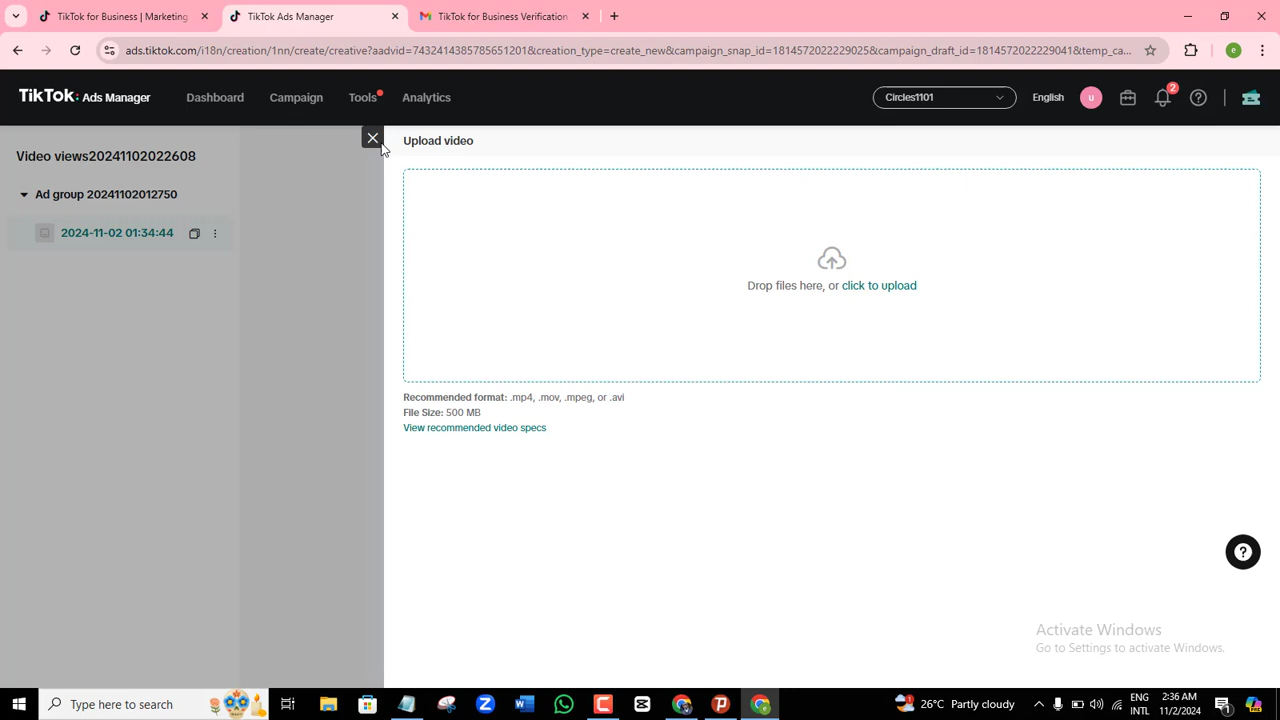 TikTok for Business | Marketing
TikTok Ads Manager
TikTok for Business Verification
ads.tiktok.com/i18n/creation/1nn/create/creative?aadvid=7432414385785651201&creation_type=create_new&campaign_snap_id=1814572022229025&campaign_draft_id=1814572022229041&temp_ca...
e
TikTok: Ads Manager
Dashboard
Campaign
Tools
Analytics
Circles1101
English
u
2
Video views20241102022608
Upload video
Ad group 20241102012750
2024-11-02 01:34:44
Drop files here, or click to upload
Recommended format: .mp4, .mov, .mpeg, or .avi
File Size: 500 MB
View recommended video specs
Activate Windows
Go to Settings to activate Windows.
Type here to search
26°C Partly cloudy
ENG
INTL
2:36 AM
11/2/2024